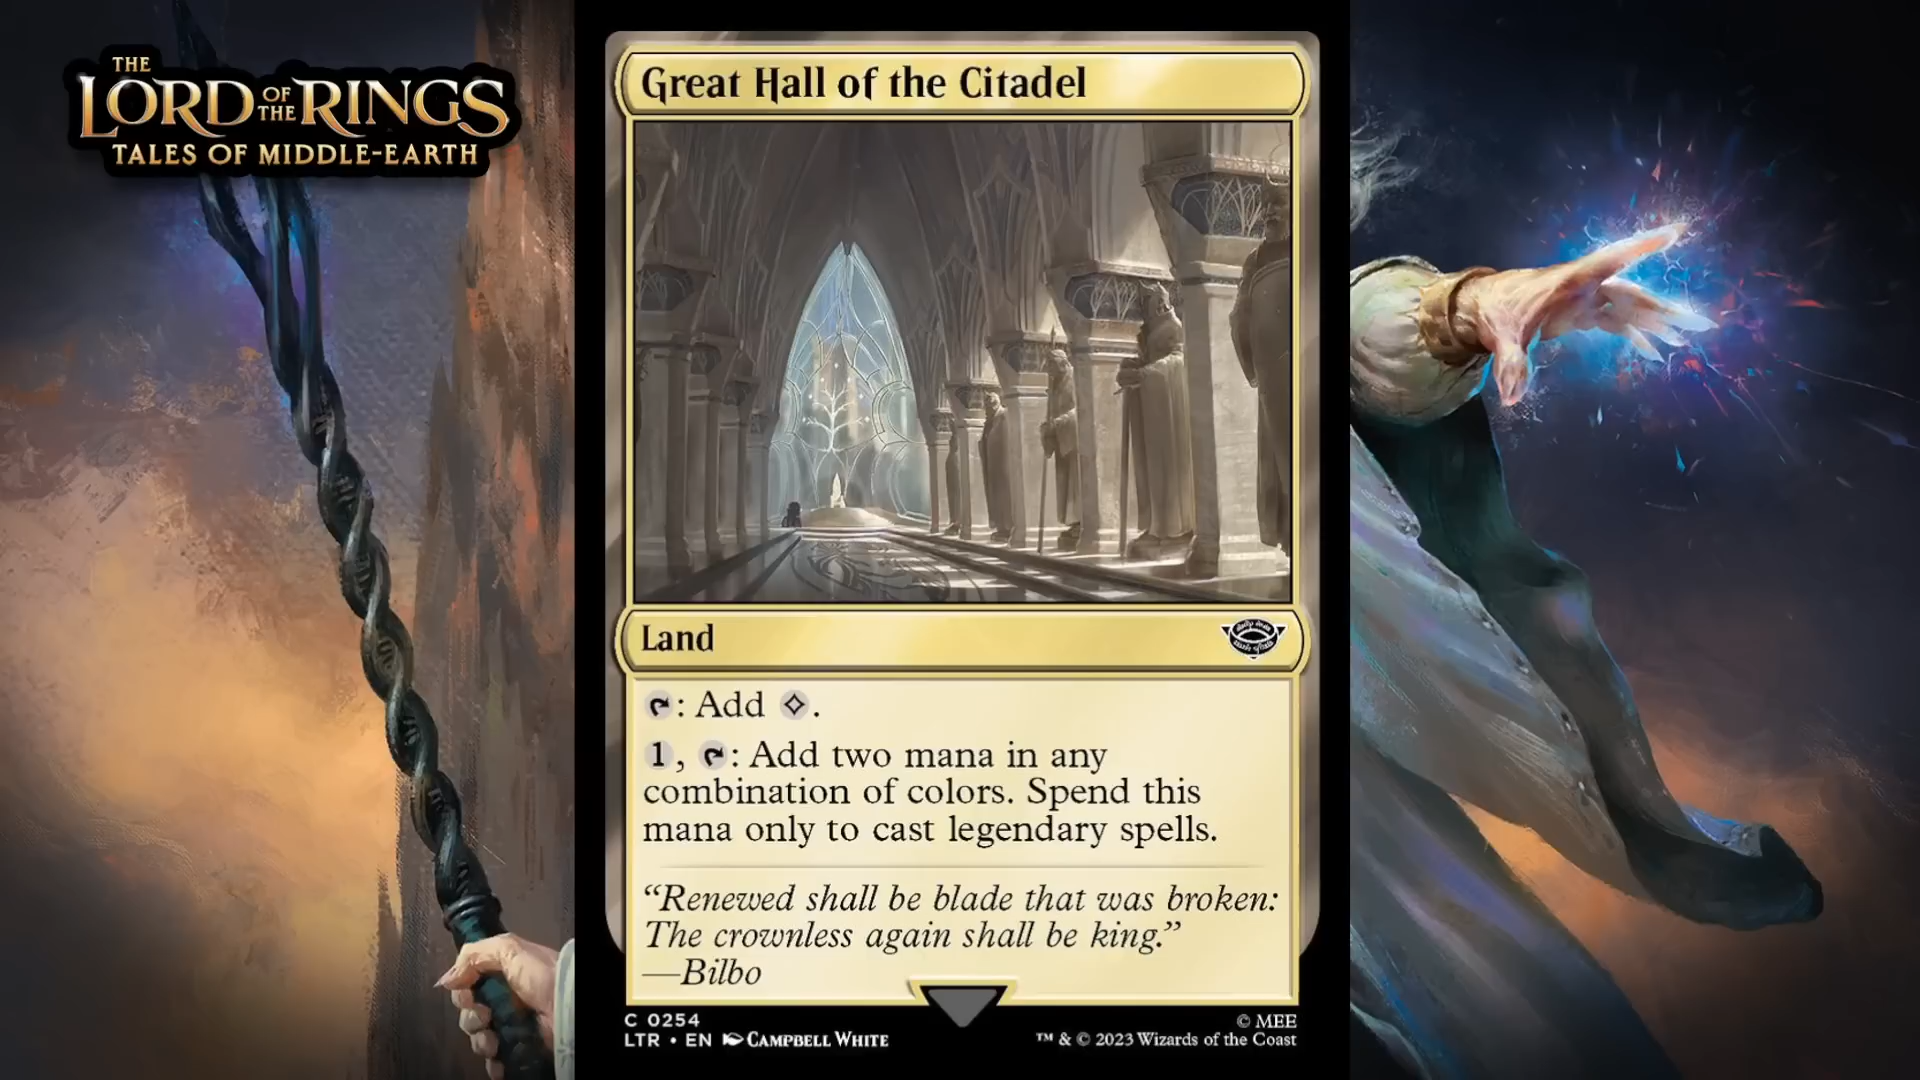 THE
LORD OF THE RINGS
TALES OF MIDDLE-EARTH
Great Hall of the Citadel
Land
: Add .
1, : Add two mana in any
combination of colors. Spend this
mana only to cast legendary spells.
“Renewed shall be blade that was broken:
The crownless again shall be king.”
—Bilbo
C 0254
LTR • EN CAMPBELL WHITE
© MEE
™ & © 2023 Wizards of the Coast